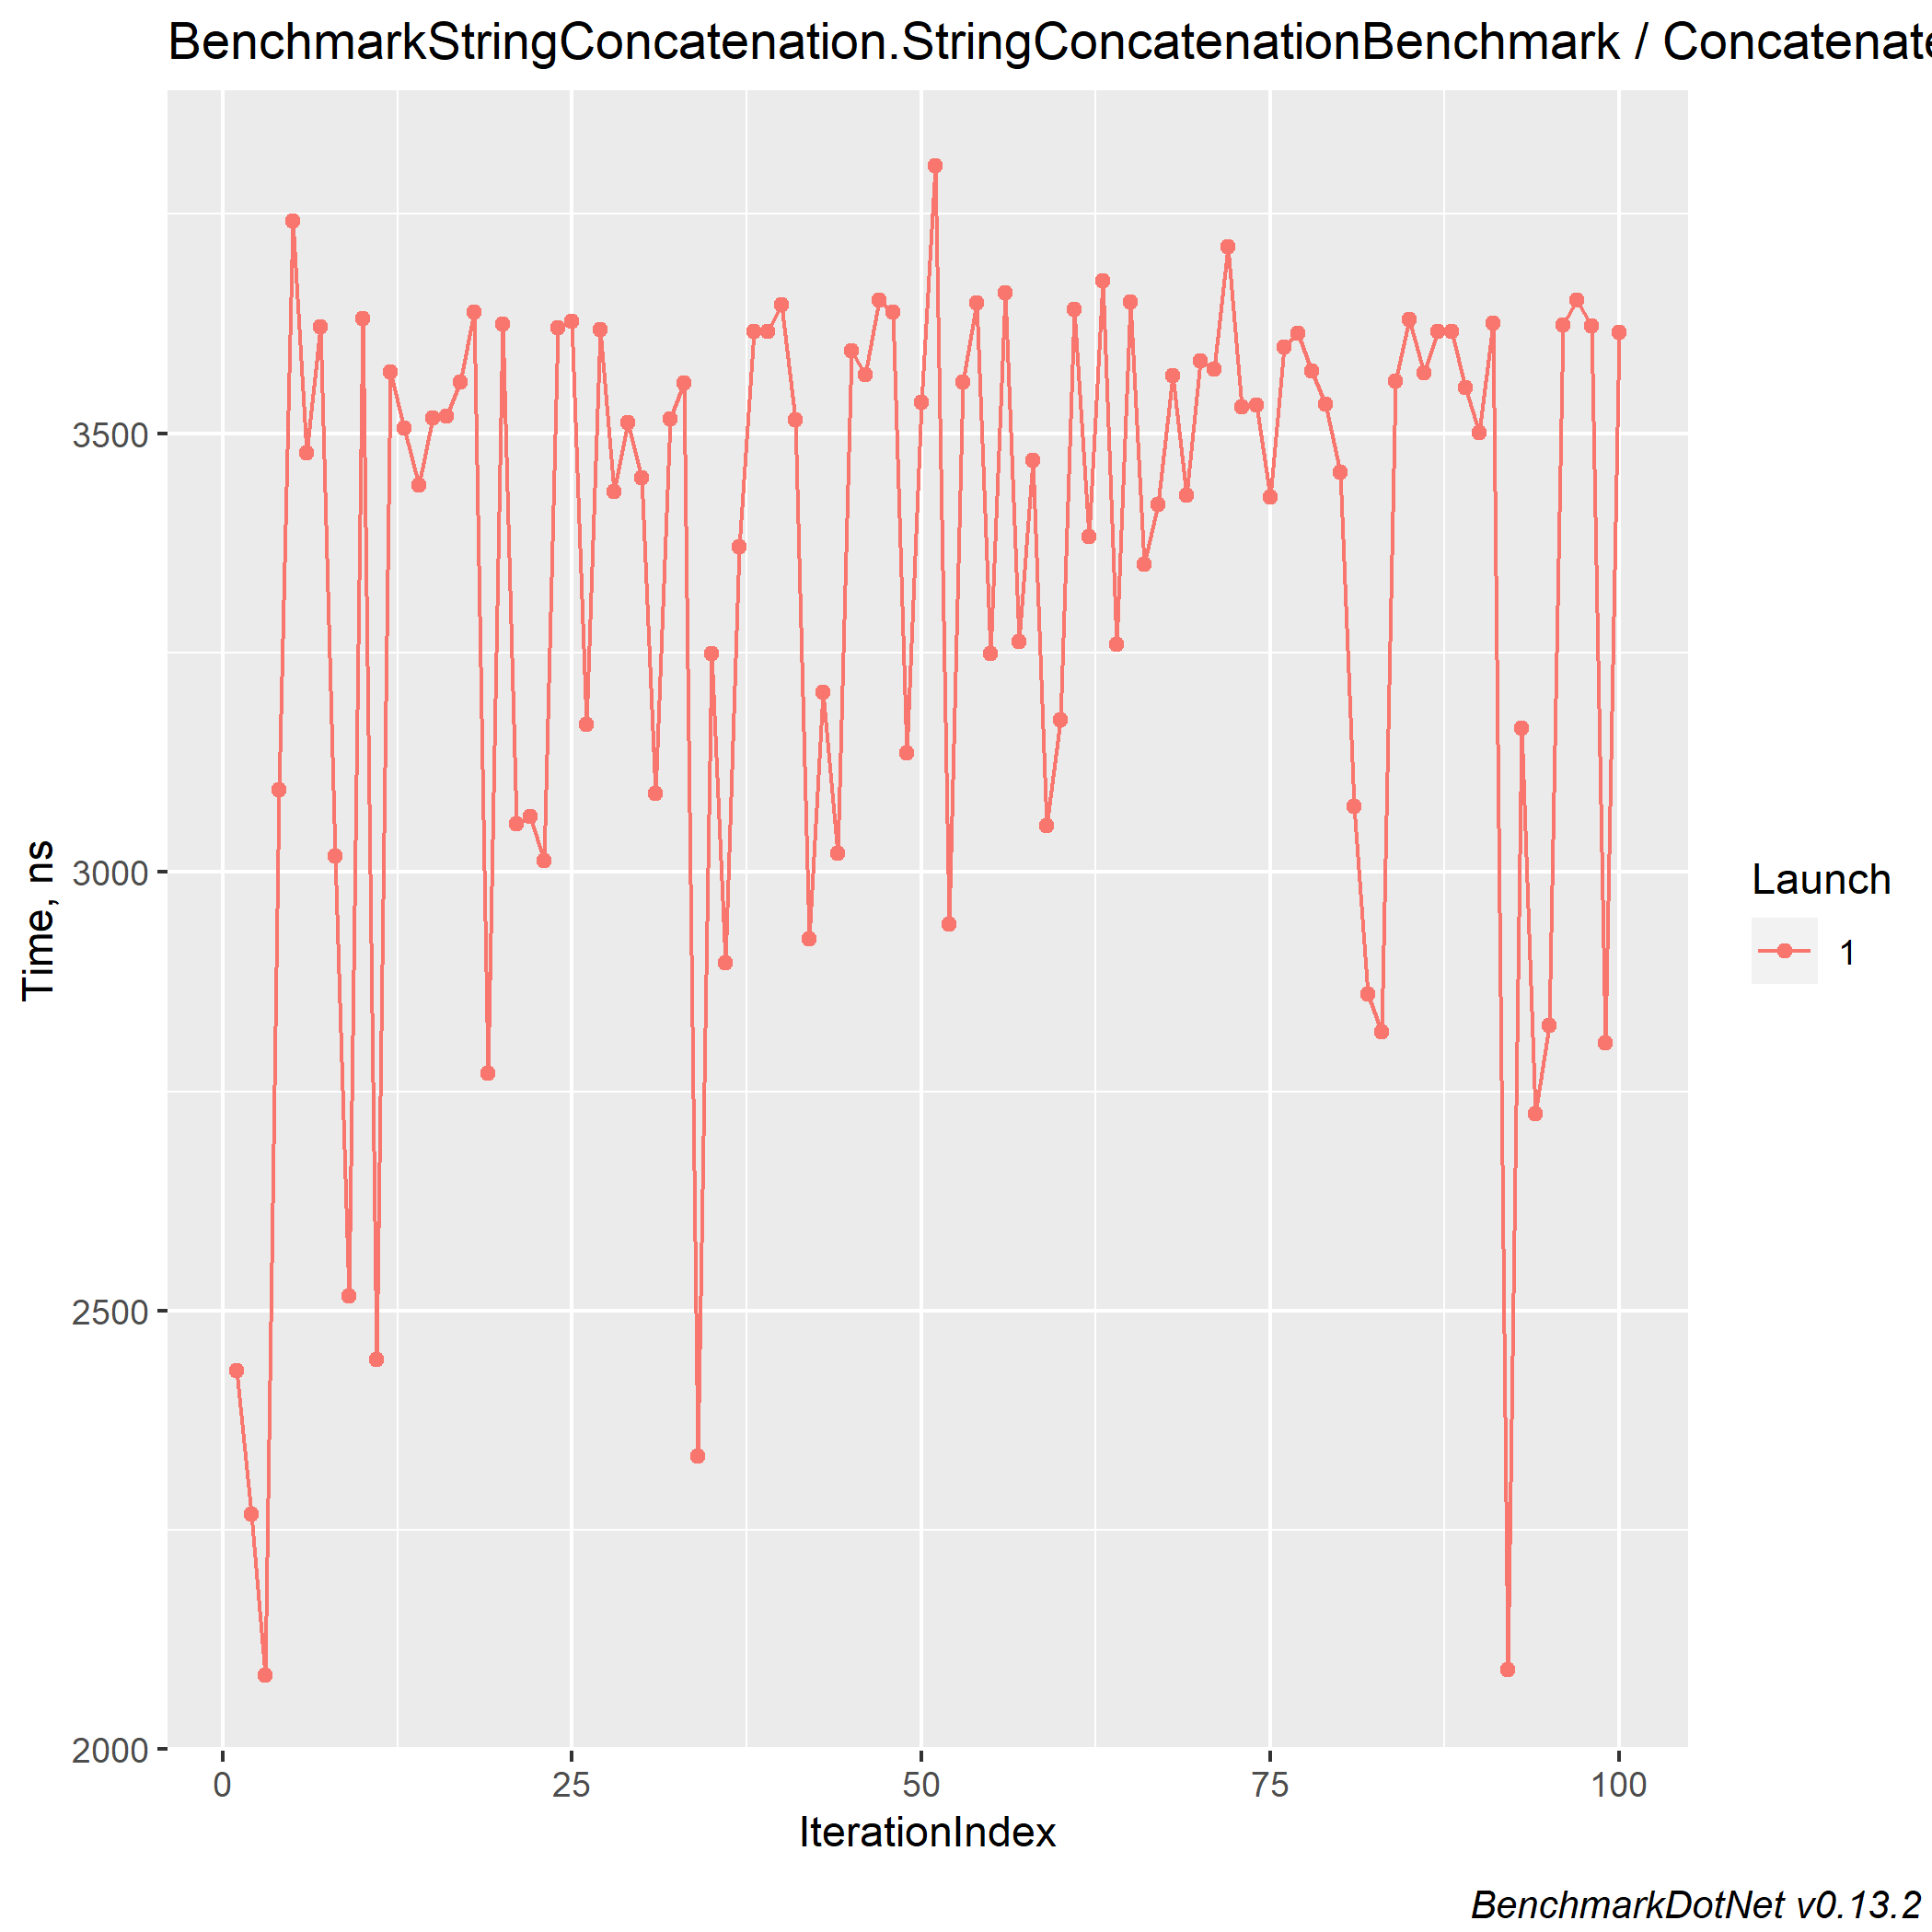 BenchmarkStringConcatenation.StringConcatenationBenchmark / Concatenate
3500
3000
2500
2000
Time, ns
0 25 50 75 100
IterationIndex
Launch
1
BenchmarkDotNet v0.13.2